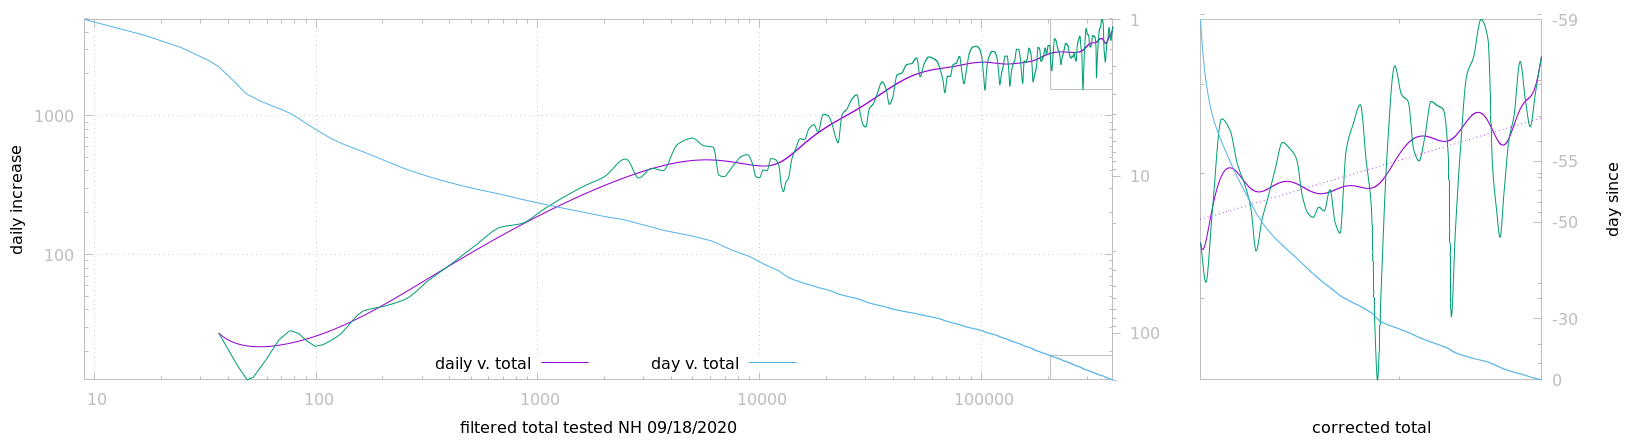 daily increase
1000
100
10
100
1000
10000
100000
1
10
100
daily v. total
day v. total
filtered total tested NH 09/18/2020
-59
-55
-50
-30
0
day since
corrected total